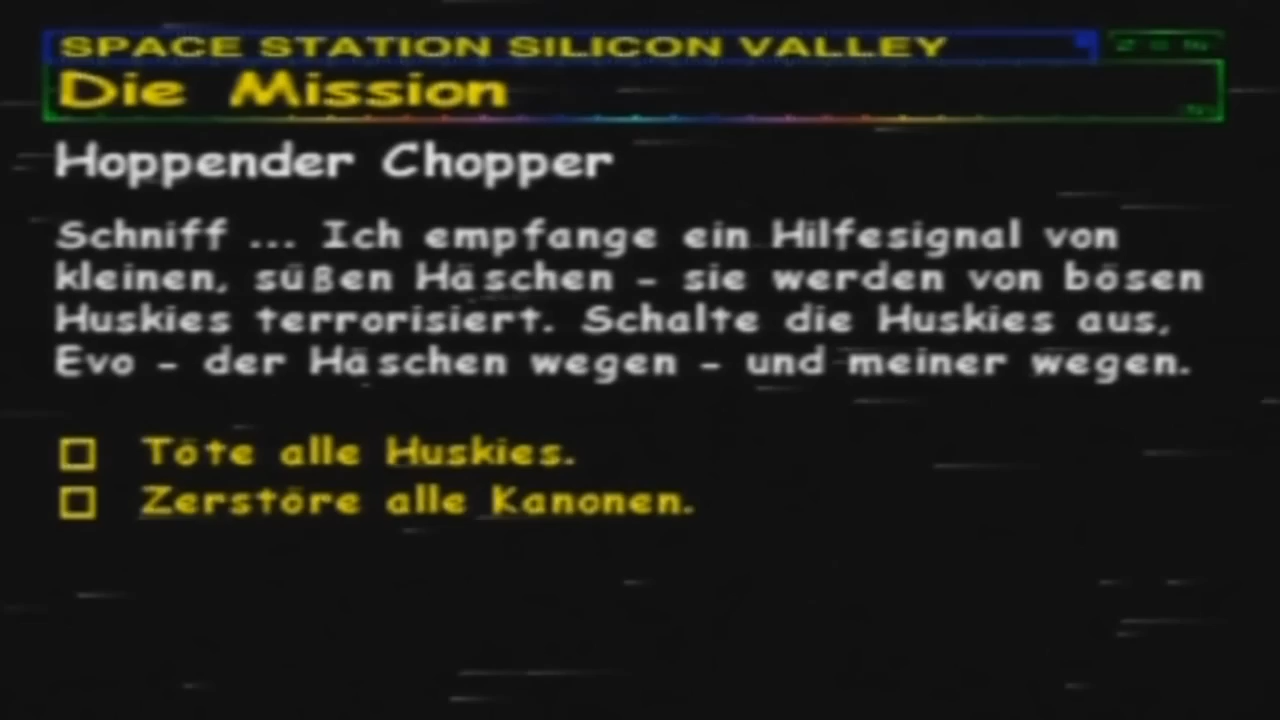 SPACE STATION SILICON VALLEY
Die Mission
Hoppender Chopper
Schniff ... Ich empfange ein Hilfesignal von
kleinen, süßen Häschen - sie werden von bösen
Huskies terrorisiert. Schalte die Huskies aus,
Evo - der Häschen wegen - und meiner wegen.
Töte alle Huskies.
Zerstöre alle Kanonen.